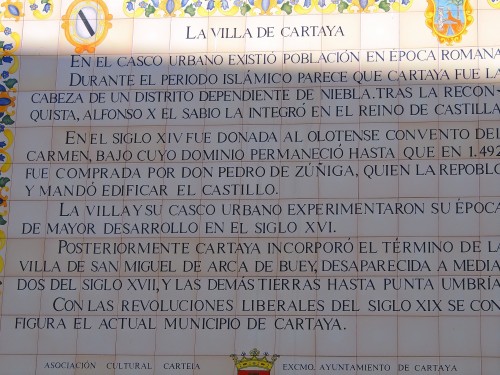 LA VILLA DE CARTAYA
EN EL CASCO URBANO EXISTIÓ POBLACIÓN EN ÉPOCA ROMANA
DURANTE EL PERIODO ISLÁMICO PARECE QUE CARTAYA FUE LA
CABEZA DE UN DISTRITO DEPENDIENTE DE NIEBLA. TRAS LA RECON-
QUISTA, ALFONSO X EL SABIO LA INTEGRÓ EN EL REINO DE CASTILLA
EN EL SIGLO XIV FUE DONADA AL OLOTENSE CONVENTO DEL
CARMEN, BAJO CUYO DOMINIO PERMANECIÓ HASTA QUE EN 1.492
FUE COMPRADA POR DON PEDRO DE ZÚÑIGA, QUIEN LA REPOBLÓ
Y MANDÓ EDIFICAR EL CASTILLO.
LA VILLA Y SU CASCO URBANO EXPERIMENTARON SU ÉPOCA
DE MAYOR DESARROLLO EN EL SIGLO XVI.
POSTERIORMENTE CARTAYA INCORPORÓ EL TÉRMINO DE LA
VILLA DE SAN MIGUEL DE ARCA DE BUEY, DESAPARECIDA A MEDIA-
DOS DEL SIGLO XVII, Y LAS DEMÁS TIERRAS HASTA PUNTA UMBRÍA
CON LAS REVOLUCIONES LIBERALES DEL SIGLO XIX SE CON-
FIGURA EL ACTUAL MUNICIPIO DE CARTAYA.
ASOCIACIÓN CULTURAL CARTEIA EXCMO. AYUNTAMIENTO DE CARTAYA